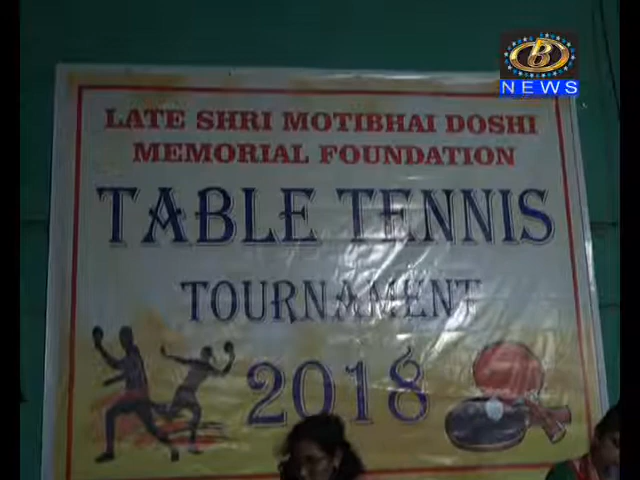 B
NEWS
LATE SHRI MOTIBHAI DOSHI
MEMORIAL FOUNDATION
TABLE TENNIS
TOURNAMENT
2018